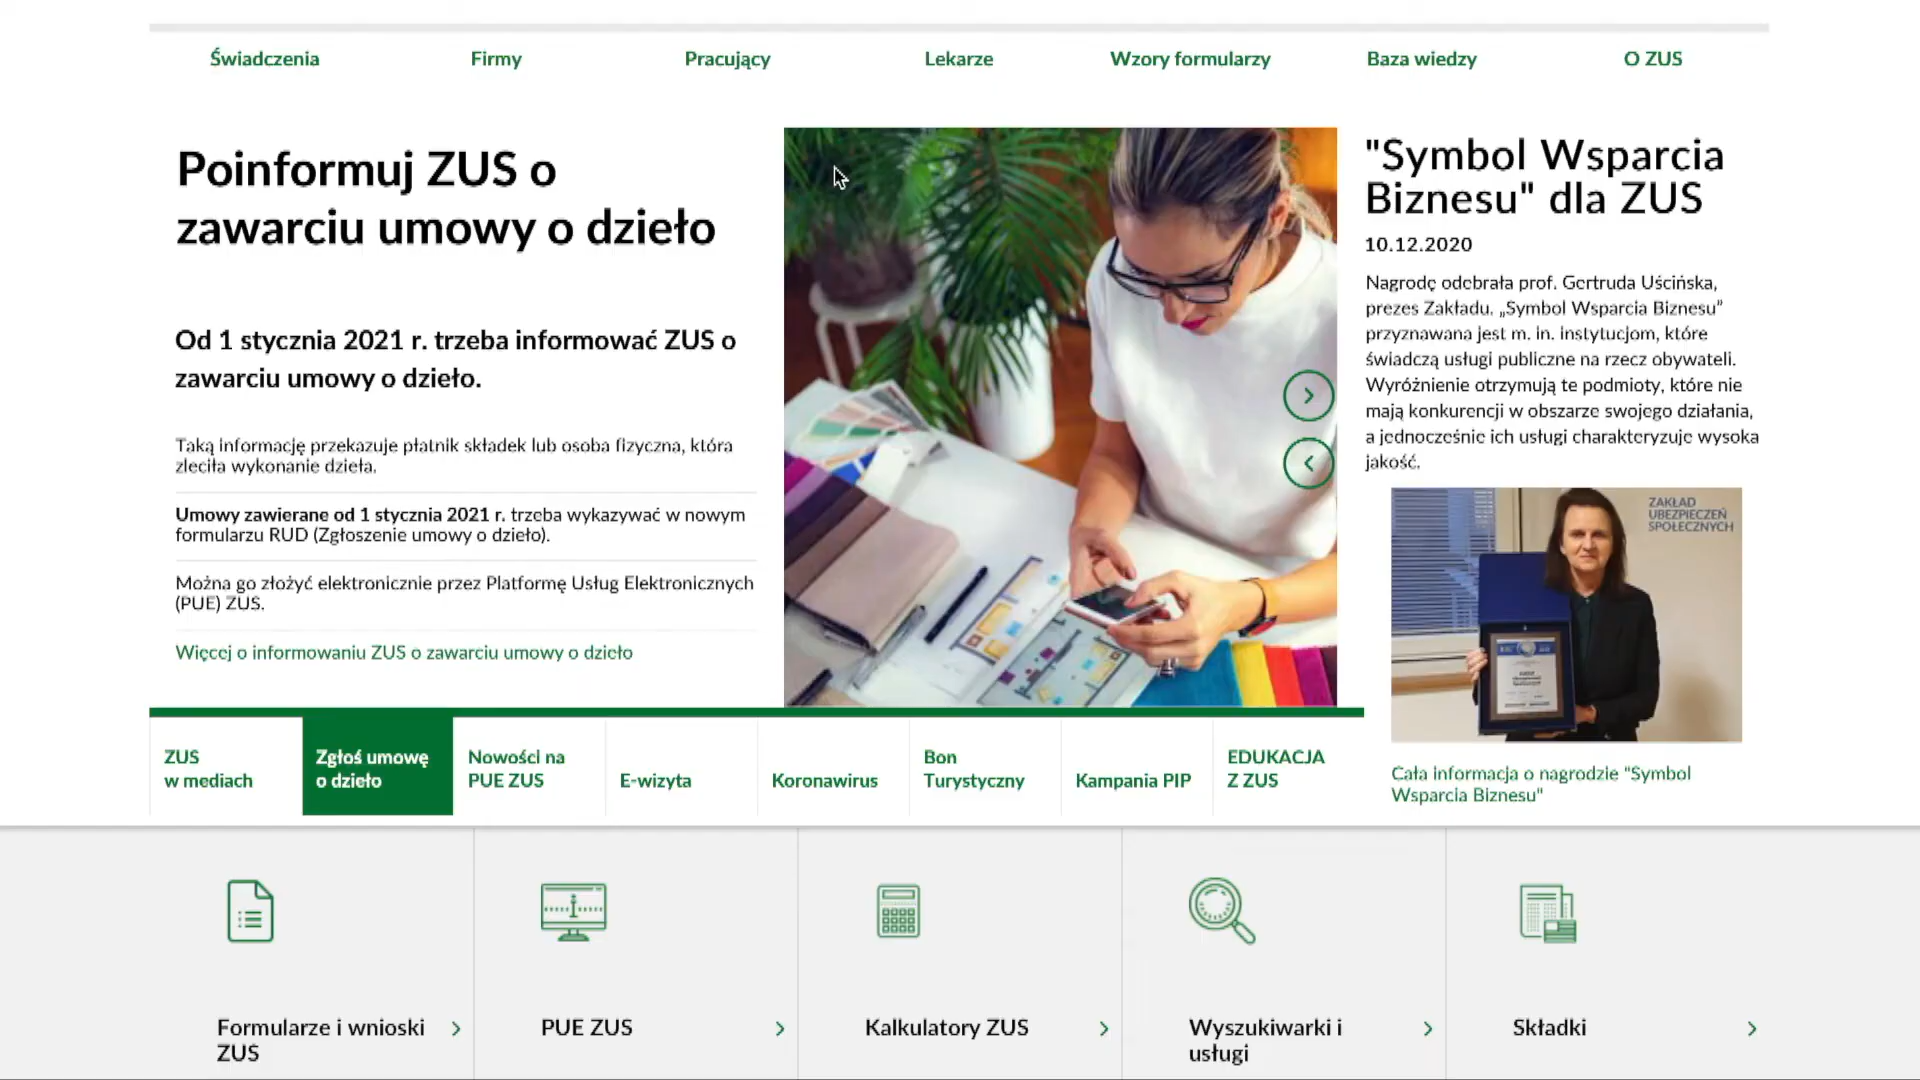 Świadczenia
Firmy
Pracujący
Lekarze
Wzory formularzy
Baza wiedzy
O ZUS
Poinformuj ZUS o
zawarciu umowy o dzieło
Od 1 stycznia 2021 r. trzeba informować ZUS o
zawarciu umowy o dzieło.
Taką informację przekazuje płatnik składek lub osoba fizyczna, która
zleciła wykonanie dzieła.
Umowy zawierane od 1 stycznia 2021 r. trzeba wykazywać w nowym
formularzu RUD (Zgłoszenie umowy o dzieło).
Można go złożyć elektronicznie przez Platformę Usług Elektronicznych
(PUE) ZUS.
Więcej o informowaniu ZUS o zawarciu umowy o dzieło
"Symbol Wsparcia
Biznesu" dla ZUS
10.12.2020
Nagrodę odebrała prof. Gertruda Uścińska,
prezes Zakładu. „Symbol Wsparcia Biznesu”
przyznawana jest m. in. instytucjom, które
świadczą usługi publiczne na rzecz obywateli.
Wyróżnienie otrzymują te podmioty, które nie
mają konkurencji w obszarze swojego działania,
a jednocześnie ich usługi charakteryzuje wysoka
jakość.
ZAKŁAD
UBEZPIECZEŃ
SPOŁECZNYCH
Cała informacja o nagrodzie "Symbol
Wsparcia Biznesu"
ZUS
w mediach
Zgłoś umowę
o dzieło
Nowości na
PUE ZUS
E-wizyta
Koronawirus
Bon
Turystyczny
Kampania PIP
EDUKACJA
Z ZUS
Formularze i wnioski
ZUS
PUE ZUS
Kalkulatory ZUS
Wyszukiwarki i
usługi
Składki